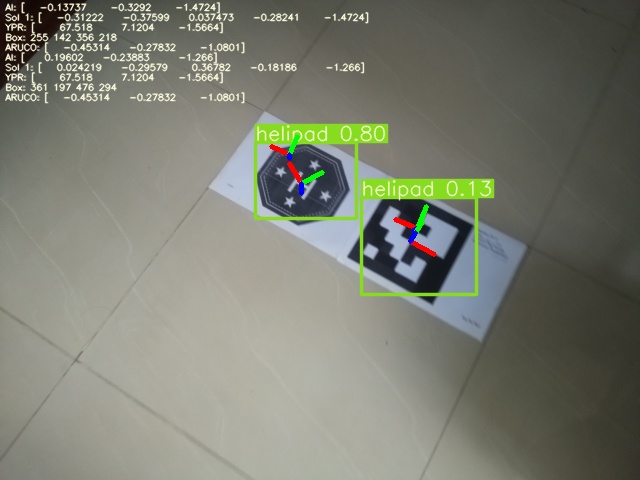 AI: [ -0.13737 -0.3292 -1.4724]
Sol 1: [ -0.31222 -0.37599 0.037473 -0.28241 -1.4724]
YPR: [ 67.518 7.1204 -1.5664]
Box: 255 142 356 218
ARUCO: [ -0.45314 -0.27832 -1.0801]
AI: [ 0.19602 -0.23883 -1.266]
Sol 1: [ 0.024219 -0.29579 0.36782 -0.18186 -1.266]
YPR: [ 67.518 7.1204 -1.5664]
Box: 361 197 476 294
ARUCO: [ -0.45314 -0.27832 -1.0801]
helipad 0.80
helipad 0.13